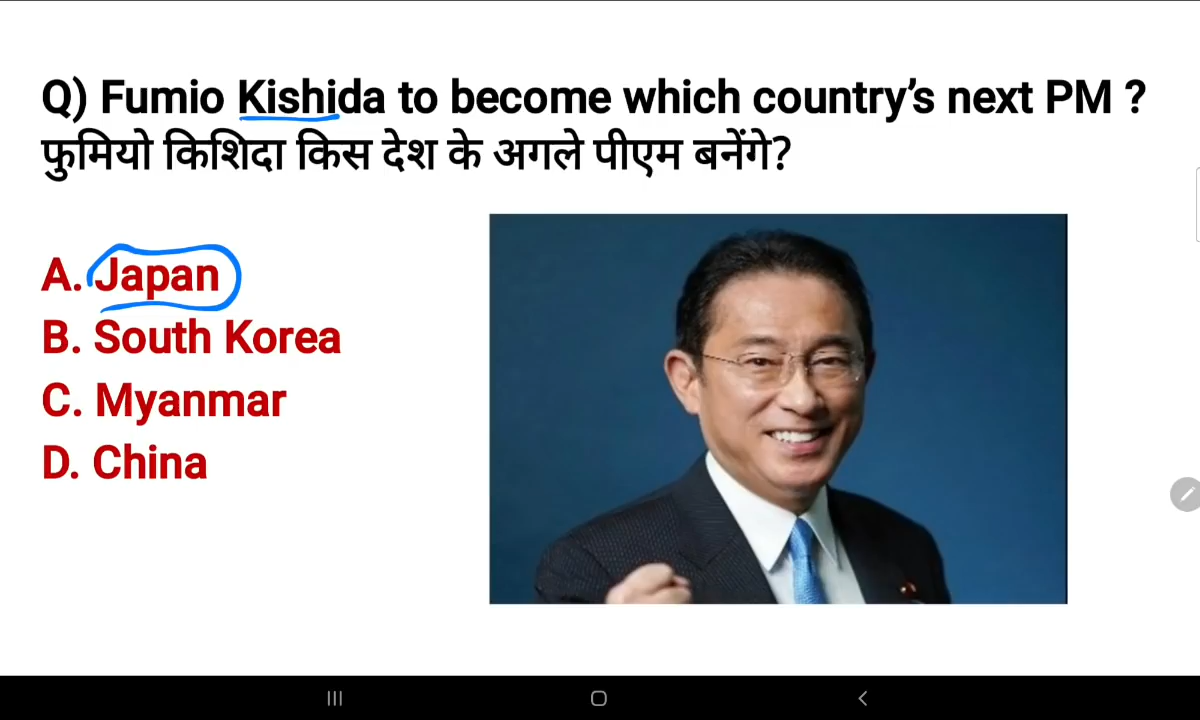 Q) Fumio Kishida to become which country's next PM ?
फुमियो किशिदा किस देश के अगले पीएम बनेंगे?
A. Japan
B. South Korea
C. Myanmar
D. China